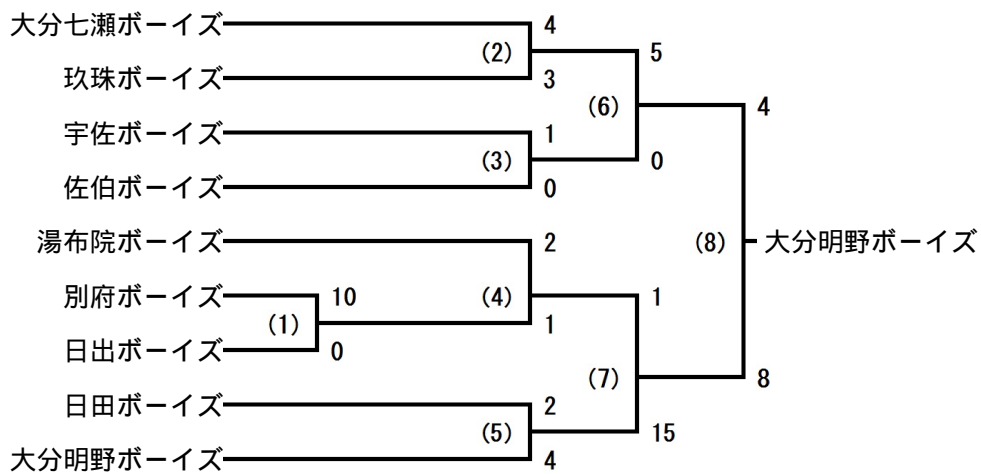 大分七瀬ボーイズ 4
(2) 5
玖珠ボーイズ 3
(6) 4
宇佐ボーイズ 1
(3) 0
佐伯ボーイズ 0
湯布院ボーイズ 2
(8) 大分明野ボーイズ
別府ボーイズ 10 (4) 1
(1) 1
日出ボーイズ 0
(7) 8
日田ボーイズ 2
(5) 15
大分明野ボーイズ 4